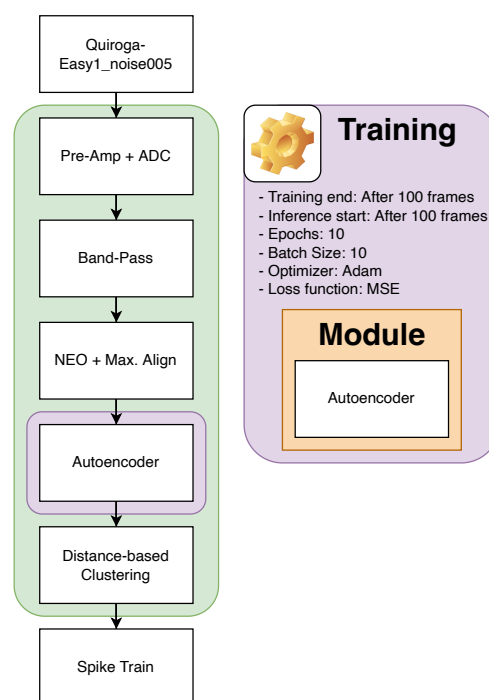 Quiroga-
Easy1_noise005
Pre-Amp + ADC
Band-Pass
NEO + Max. Align
Autoencoder
Distance-based
Clustering
Spike Train
Training
- Training end: After 100 frames
- Inference start: After 100 frames
- Epochs: 10
- Batch Size: 10
- Optimizer: Adam
- Loss function: MSE
Module
Autoencoder